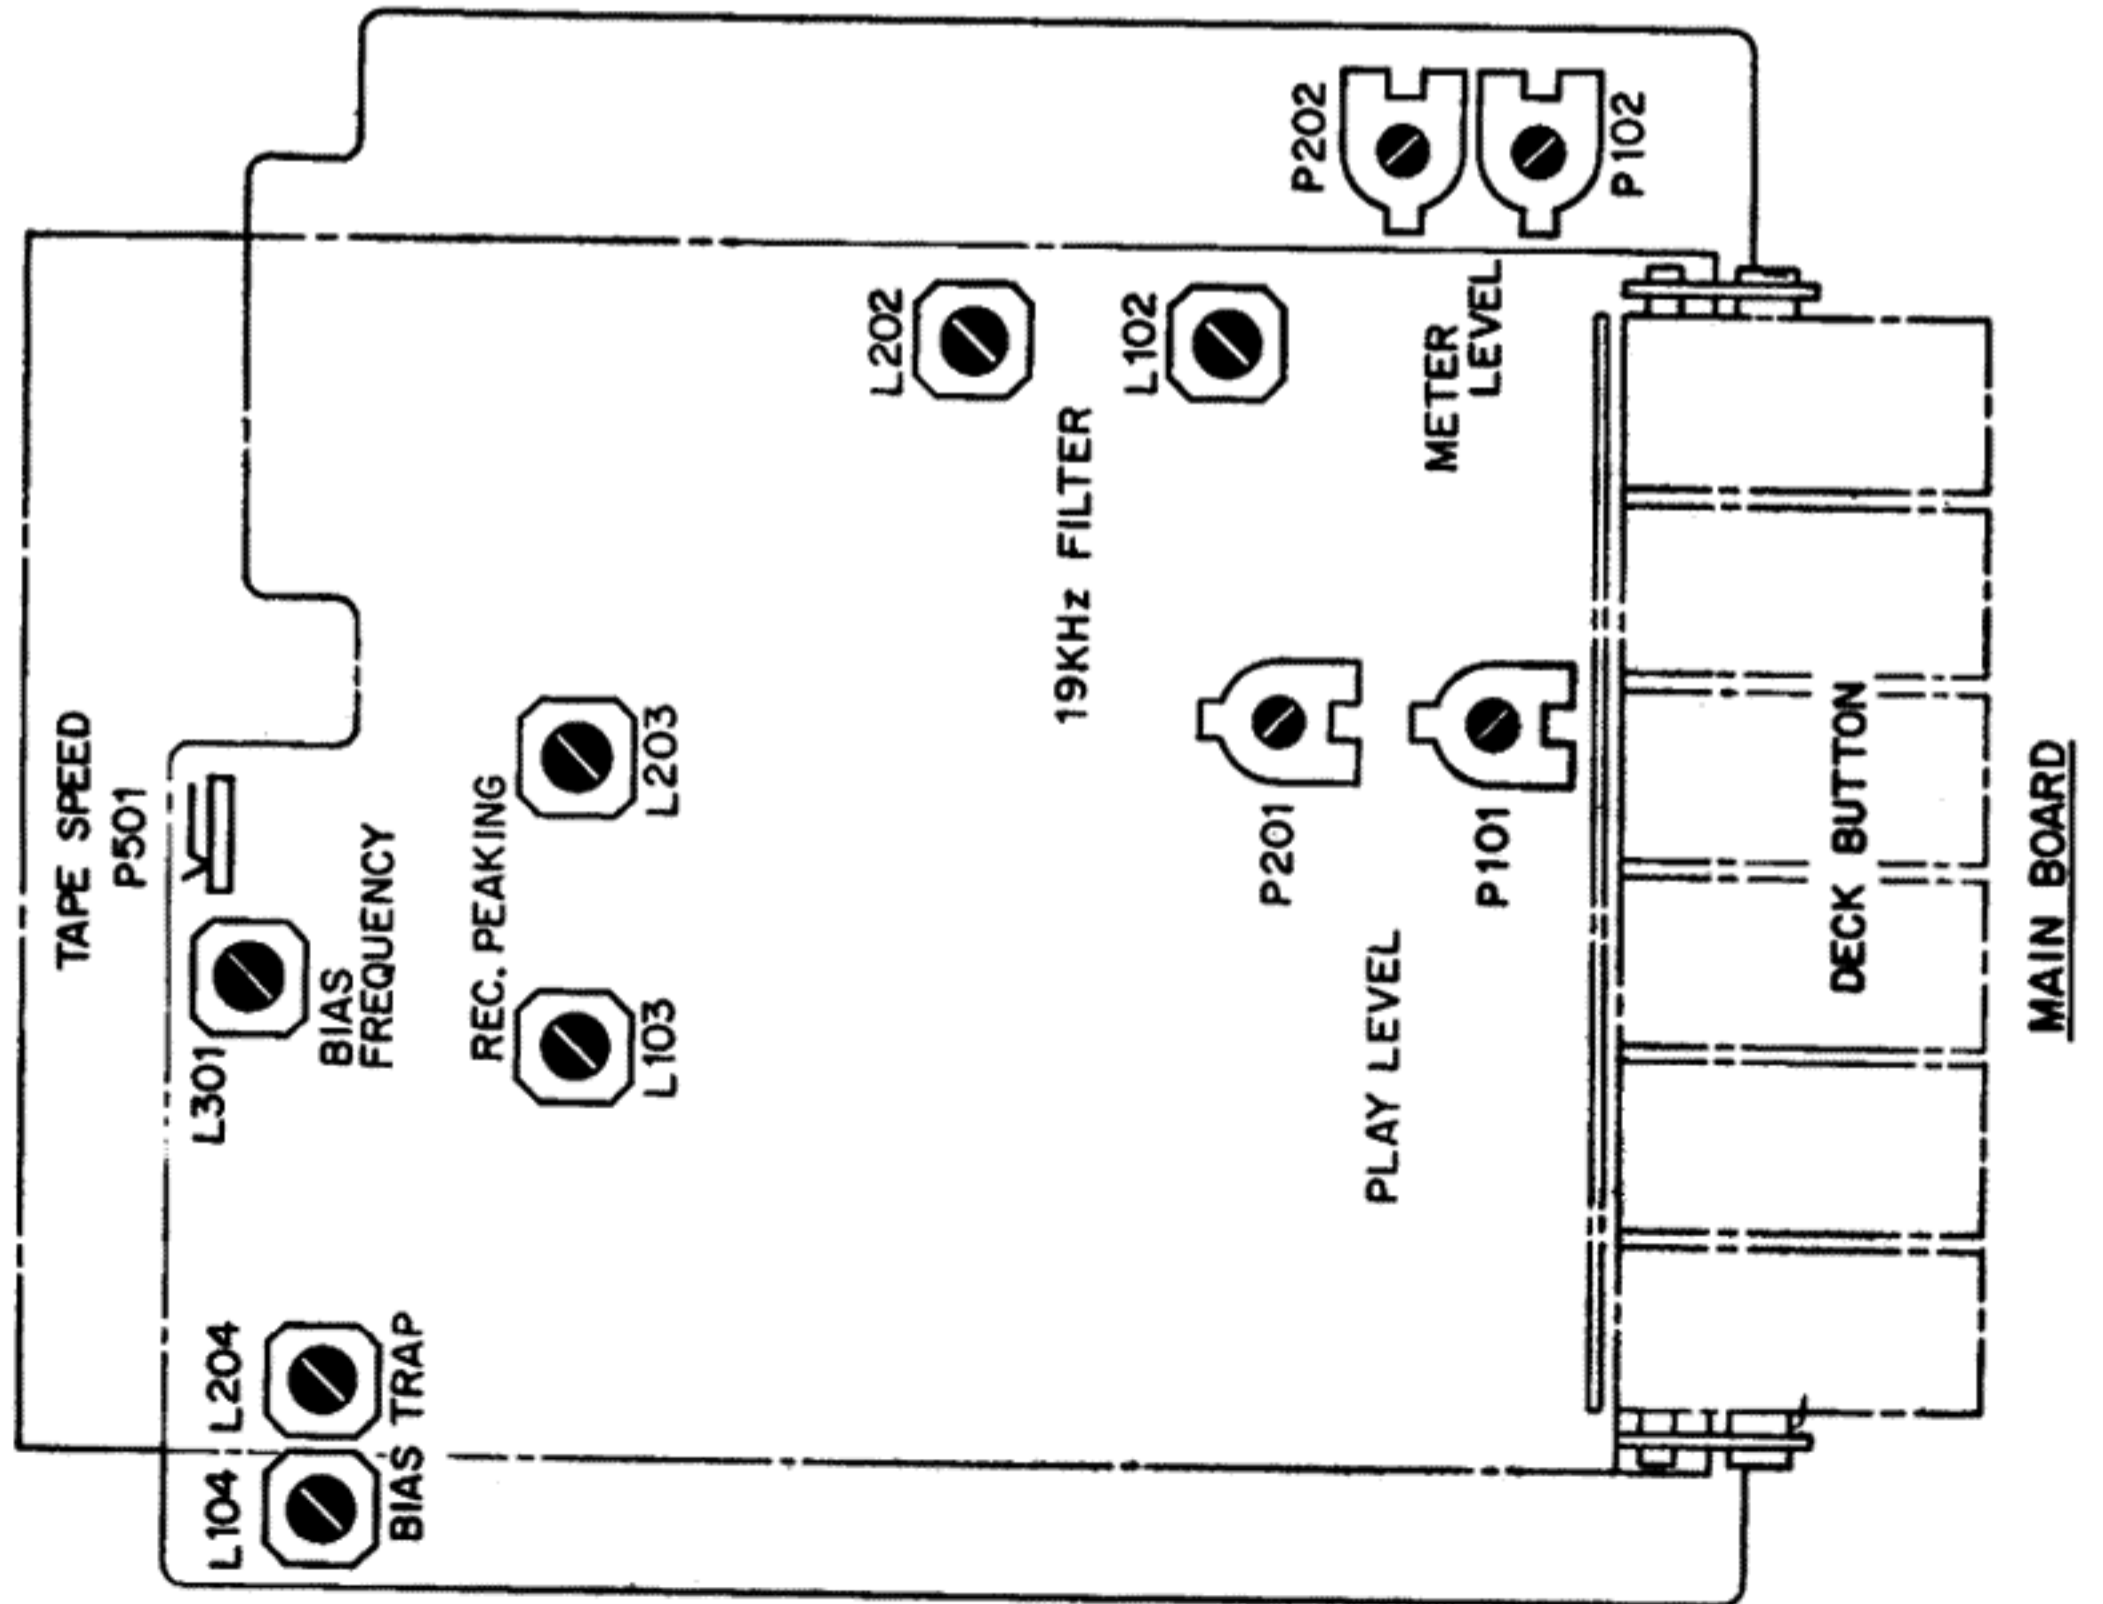 TAPE SPEED
P501
L104 L204
L301
BIAS
FREQUENCY
BIAS TRAP
REC. PEAKING
L103 L203
L202
19KHz FILTER
L102
P201
P202
PLAY LEVEL
METER
LEVEL
P101
P102
DECK BUTTON
MAIN BOARD